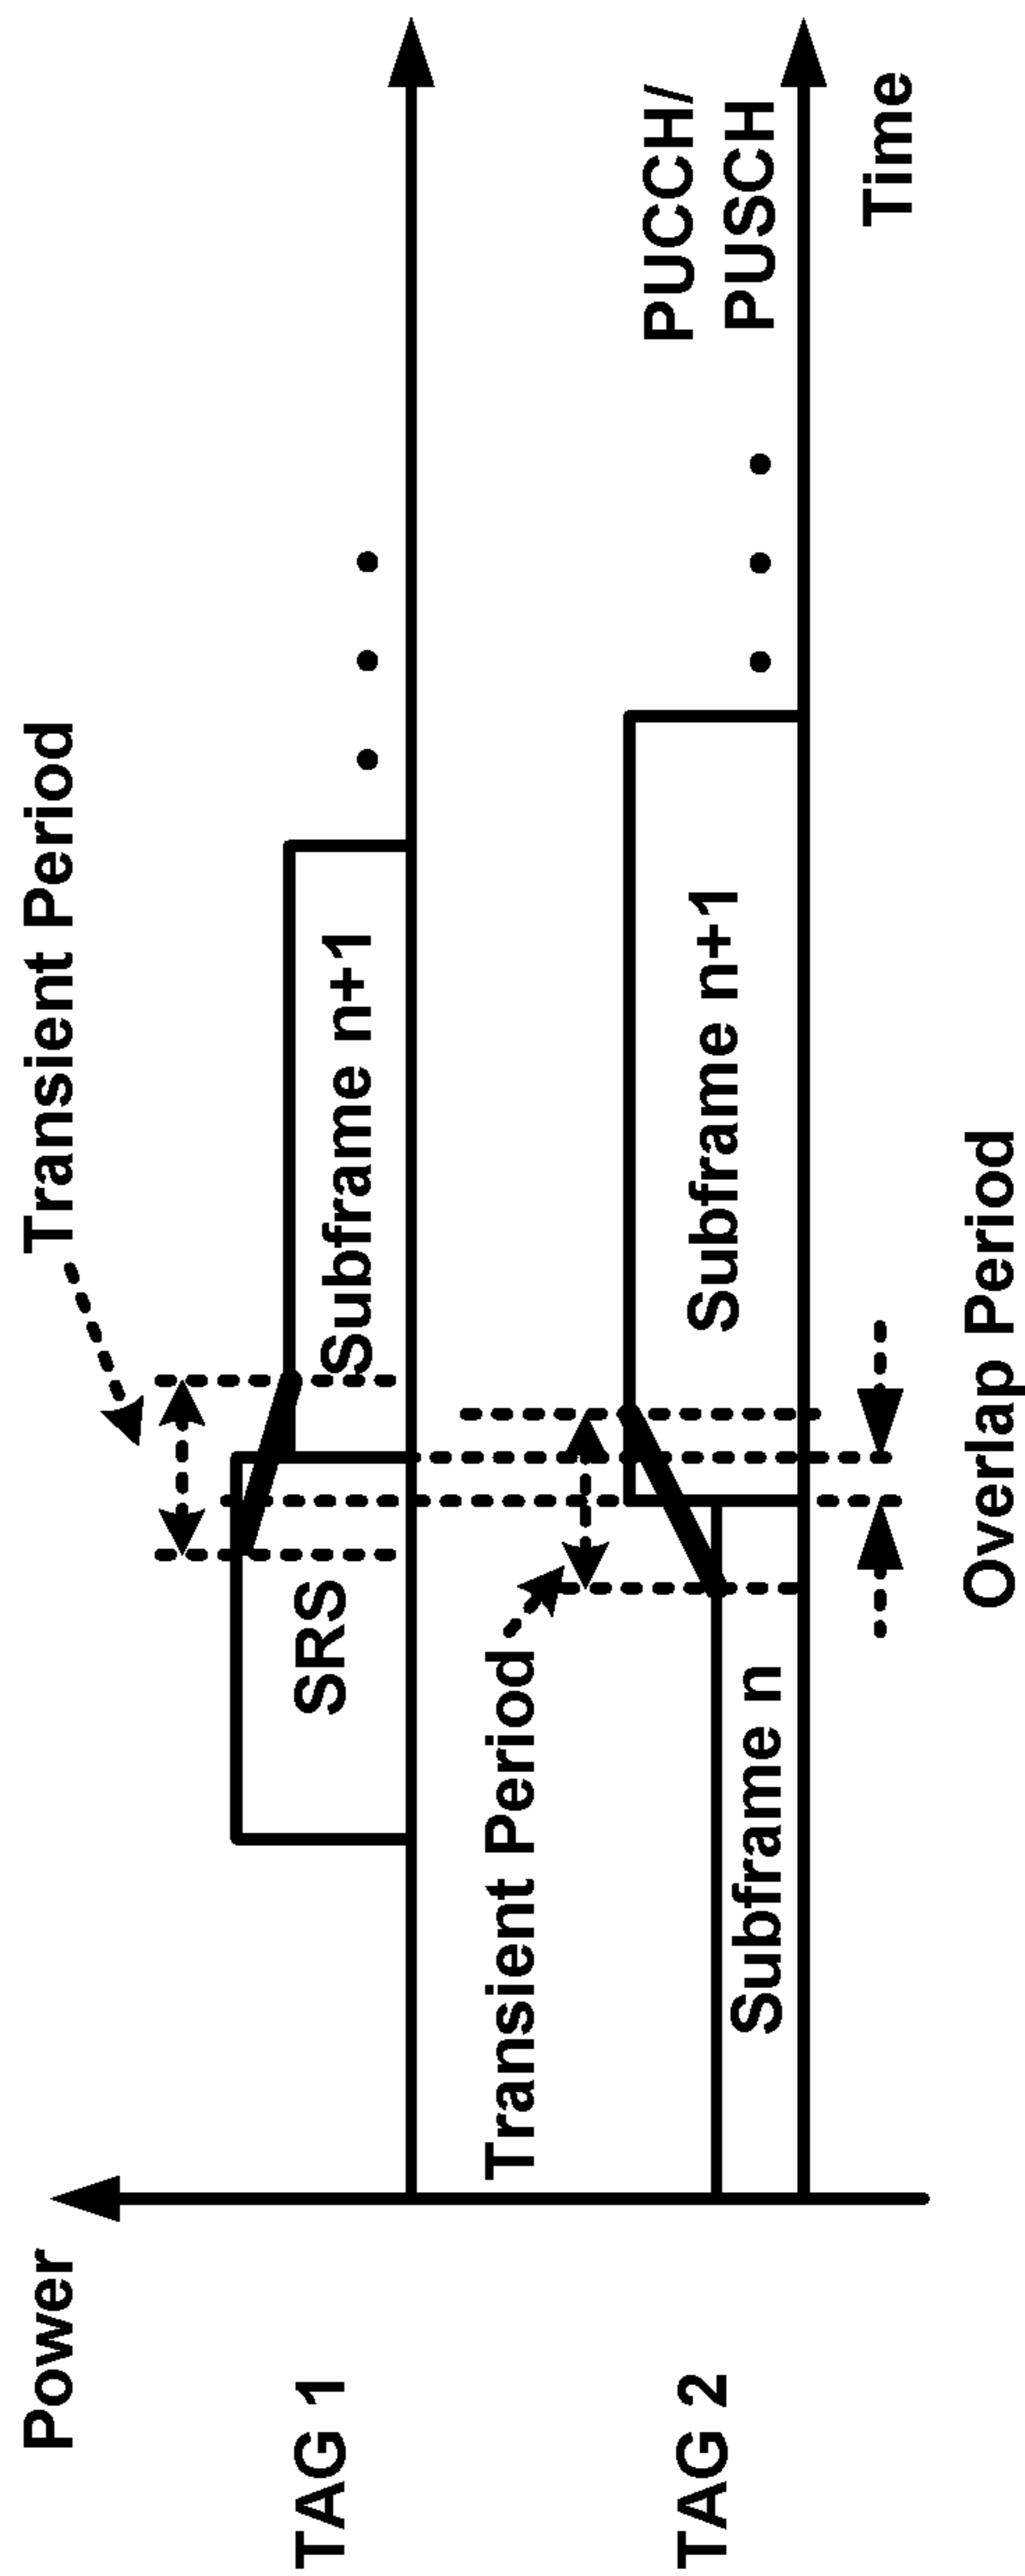 Power
Transient Period
TAG 1
SRS
Subframe n+1
Transient Period
PUCCH/
PUSCH
TAG 2
Subframe n
Subframe n+1
Time
Overlap Period